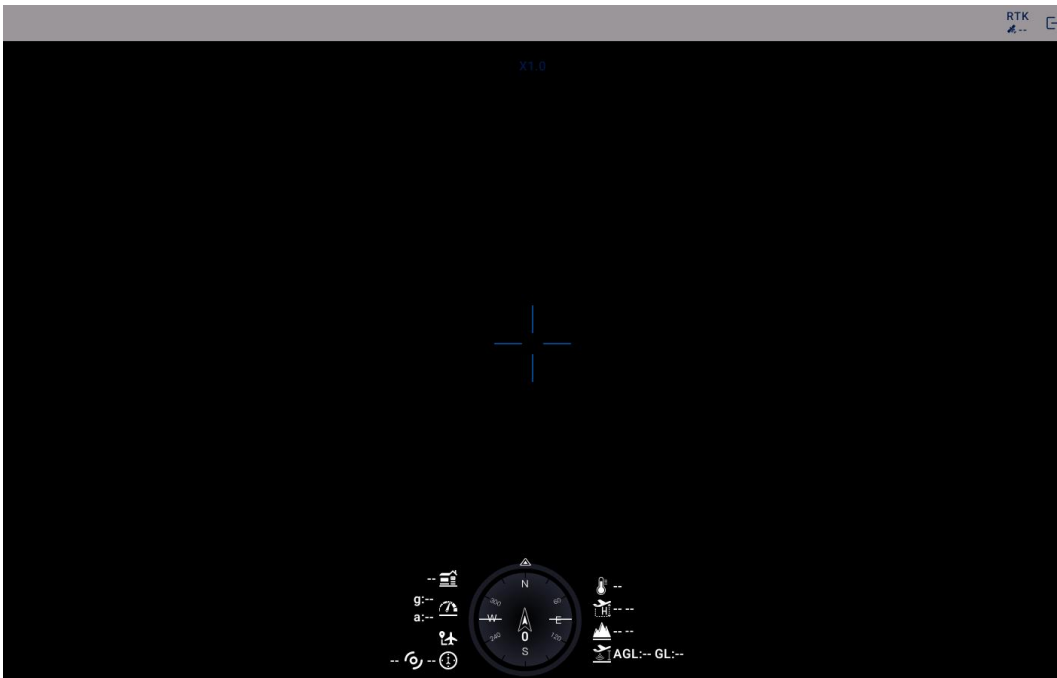 RTK
--
X1.0
--
g:--
a:--
-- --
N
300 60
W E
240 120
0
S
--
-- --
H
-- --
AGL:-- GL:--